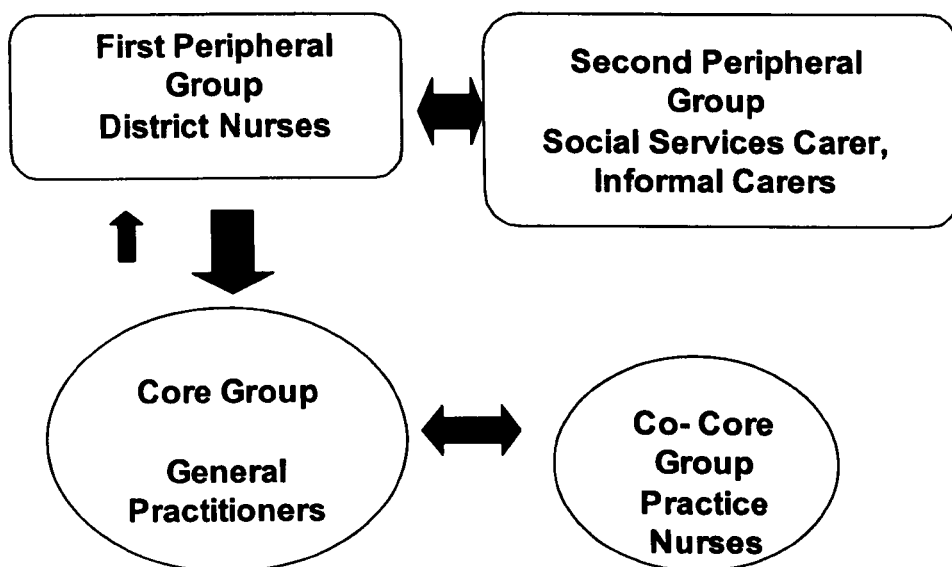 First Peripheral
Group
District Nurses
Second Peripheral
Group
Social Services Carer,
Informal Carers
Core Group
General
Practitioners
Co- Core
Group
Practice
Nurses